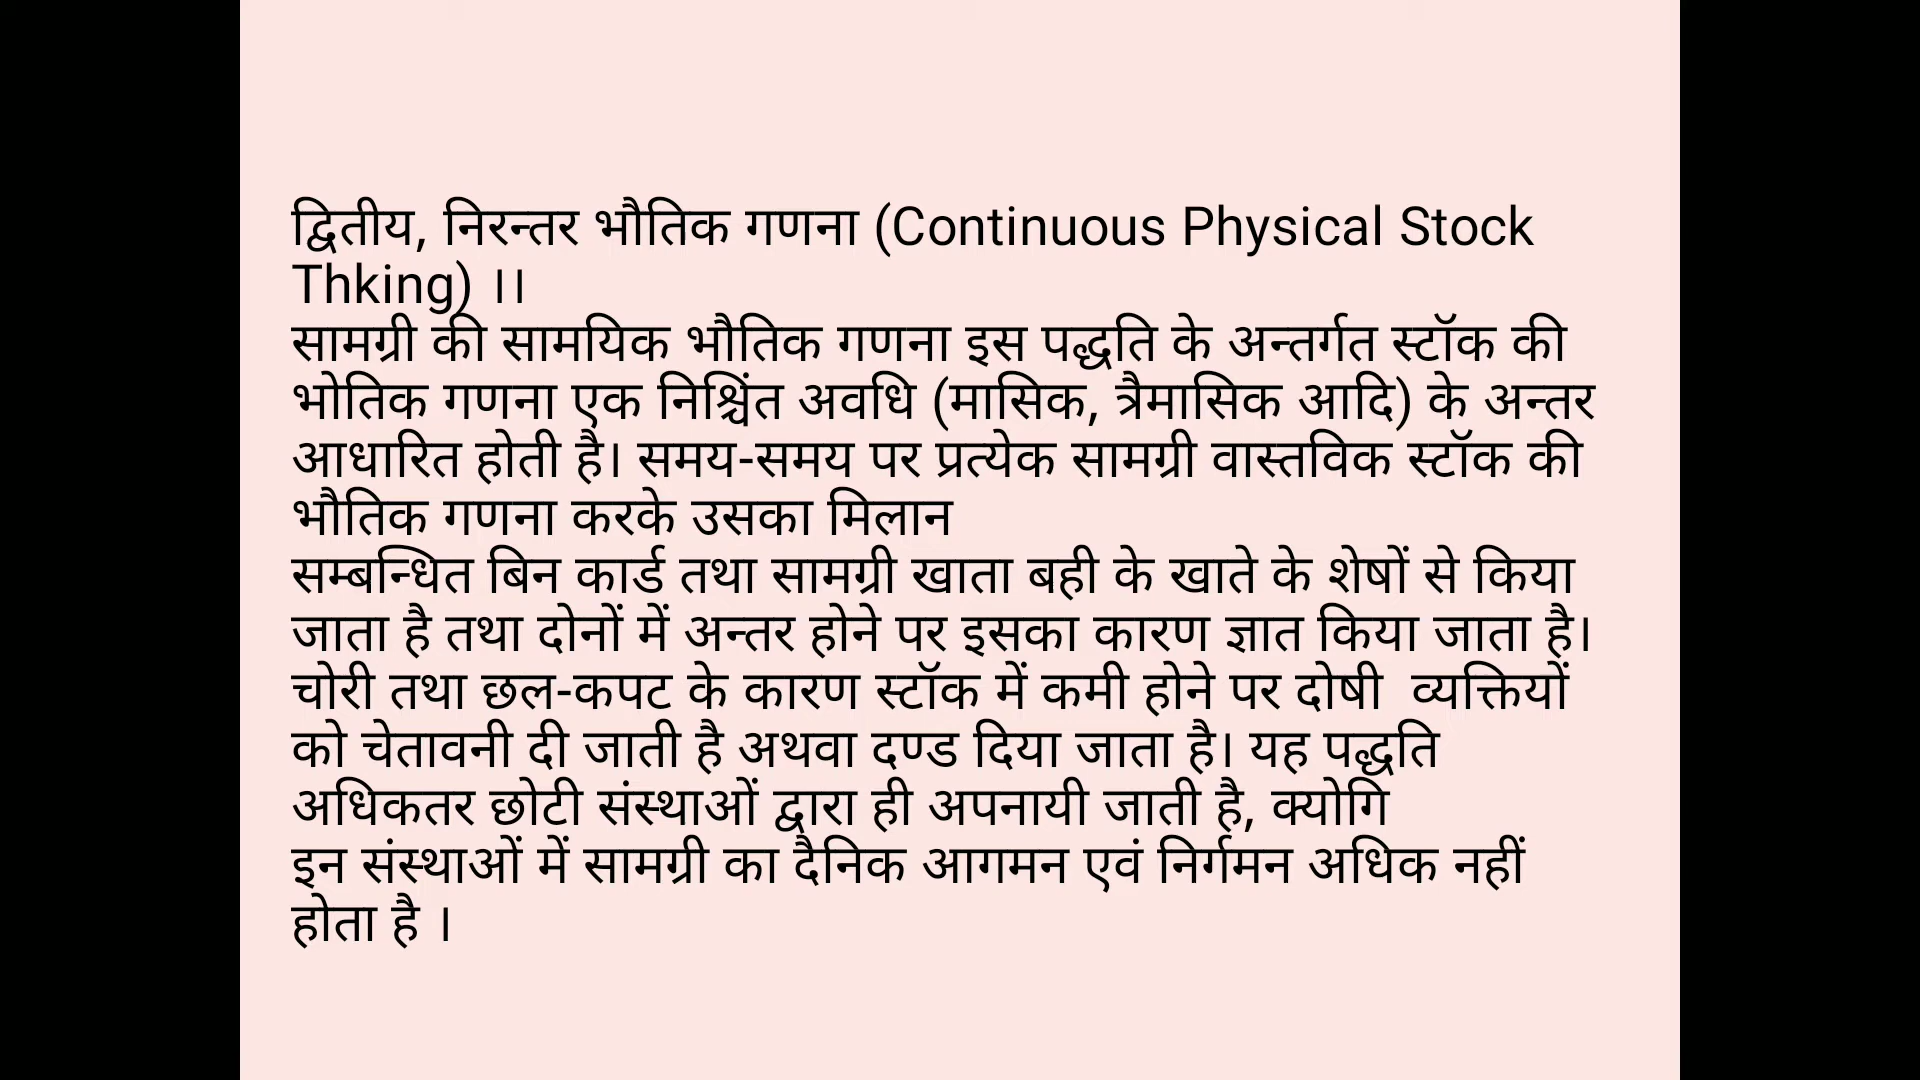 द्वितीय, निरन्तर भौतिक गणना (Continuous Physical Stock
Thking) ।।
सामग्री की सामयिक भौतिक गणना इस पद्धति के अन्तर्गत स्टॉक की
भोतिक गणना एक निश्चिंत अवधि (मासिक, त्रैमासिक आदि) के अन्तर
आधारित होती है। समय-समय पर प्रत्येक सामग्री वास्तविक स्टॉक की
भौतिक गणना करके उसका मिलान
सम्बन्धित बिन कार्ड तथा सामग्री खाता बही के खाते के शेषों से किया
जाता है तथा दोनों में अन्तर होने पर इसका कारण ज्ञात किया जाता है।
चोरी तथा छल-कपट के कारण स्टॉक में कमी होने पर दोषी  व्यक्तियों
को चेतावनी दी जाती है अथवा दण्ड दिया जाता है। यह पद्धति
अधिकतर छोटी संस्थाओं द्वारा ही अपनायी जाती है, क्योगि
इन संस्थाओं में सामग्री का दैनिक आगमन एवं निर्गमन अधिक नहीं
होता है ।